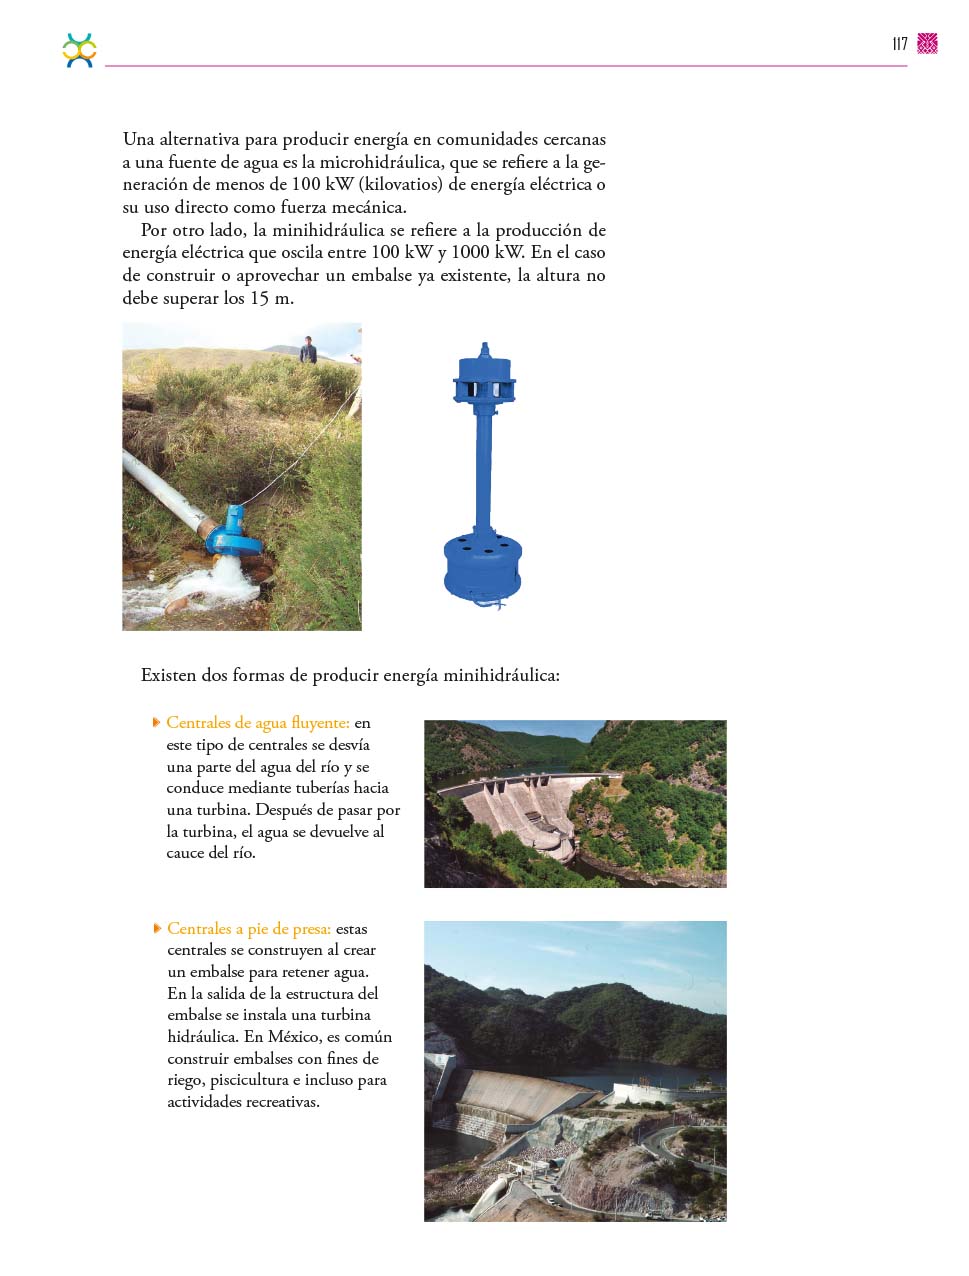 117
Una alternativa para producir energía en comunidades cercanas
a una fuente de agua es la microhidráulica, que se refiere a la ge-
neración de menos de 100 kW (kilovatios) de energía eléctrica o
su uso directo como fuerza mecánica.
Por otro lado, la minihidráulica se refiere a la producción de
energía eléctrica que oscila entre 100 kW y 1000 kW. En el caso
de construir o aprovechar un embalse ya existente, la altura no
debe superar los 15 m.
Existen dos formas de producir energía minihidráulica:
Centrales de agua fluyente: en
este tipo de centrales se desvía
una parte del agua del río y se
conduce mediante tuberías hacia
una turbina. Después de pasar por
la turbina, el agua se devuelve al
cauce del río.
Centrales a pie de presa: estas
centrales se construyen al crear
un embalse para retener agua.
En la salida de la estructura del
embalse se instala una turbina
hidráulica. En México, es común
construir embalses con fines de
riego, piscicultura e incluso para
actividades recreativas.